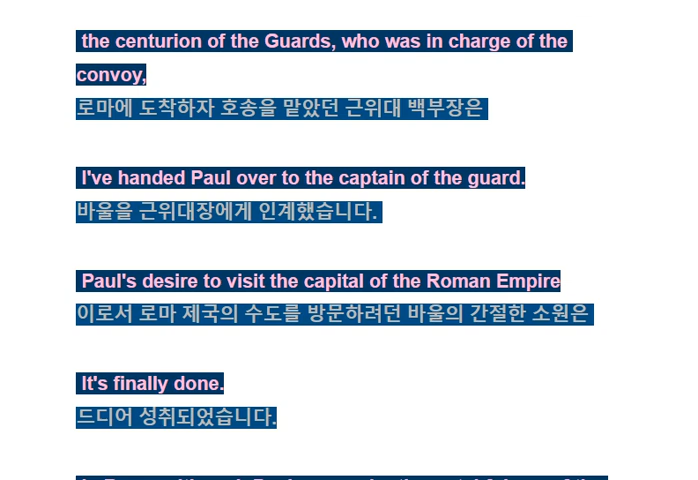 the centurion of the Guards, who was in charge of the
convoy,
로마에 도착하자 호송을 맡았던 근위대 백부장은
I've handed Paul over to the captain of the guard.
바울을 근위대장에게 인계했습니다.
Paul's desire to visit the capital of the Roman Empire
이로서 로마 제국의 수도를 방문하려던 바울의 간절한 소원은
It's finally done.
드디어 성취되었습니다.